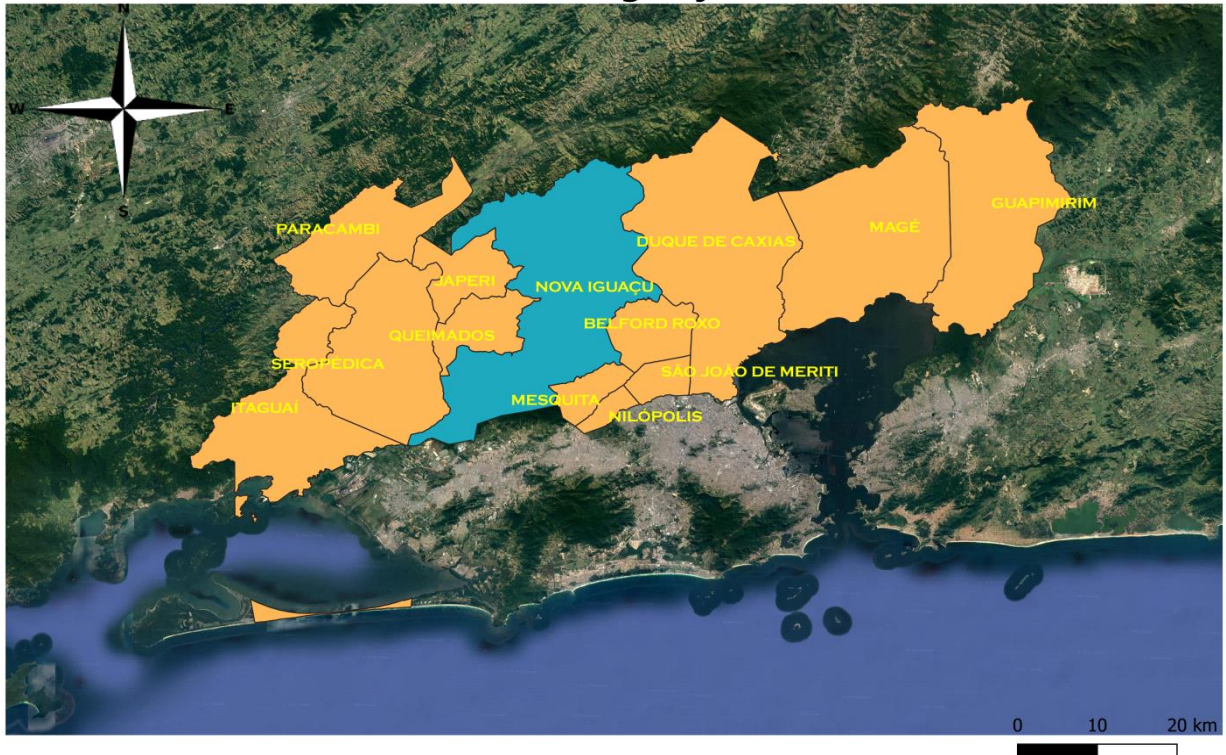 N
W E
S
PARACAMBI
GUAPIMIRIM
MAGÉ
DUQUE DE CAXIAS
JAPERI
NOVA IGUAÇU
BELFORD ROXO
QUEIMADOS
SEROPÉDICA
SÃO JOÃO DE MERITI
MESQUITA
ITAGUAÍ
NILÓPOLIS
0 10 20 km